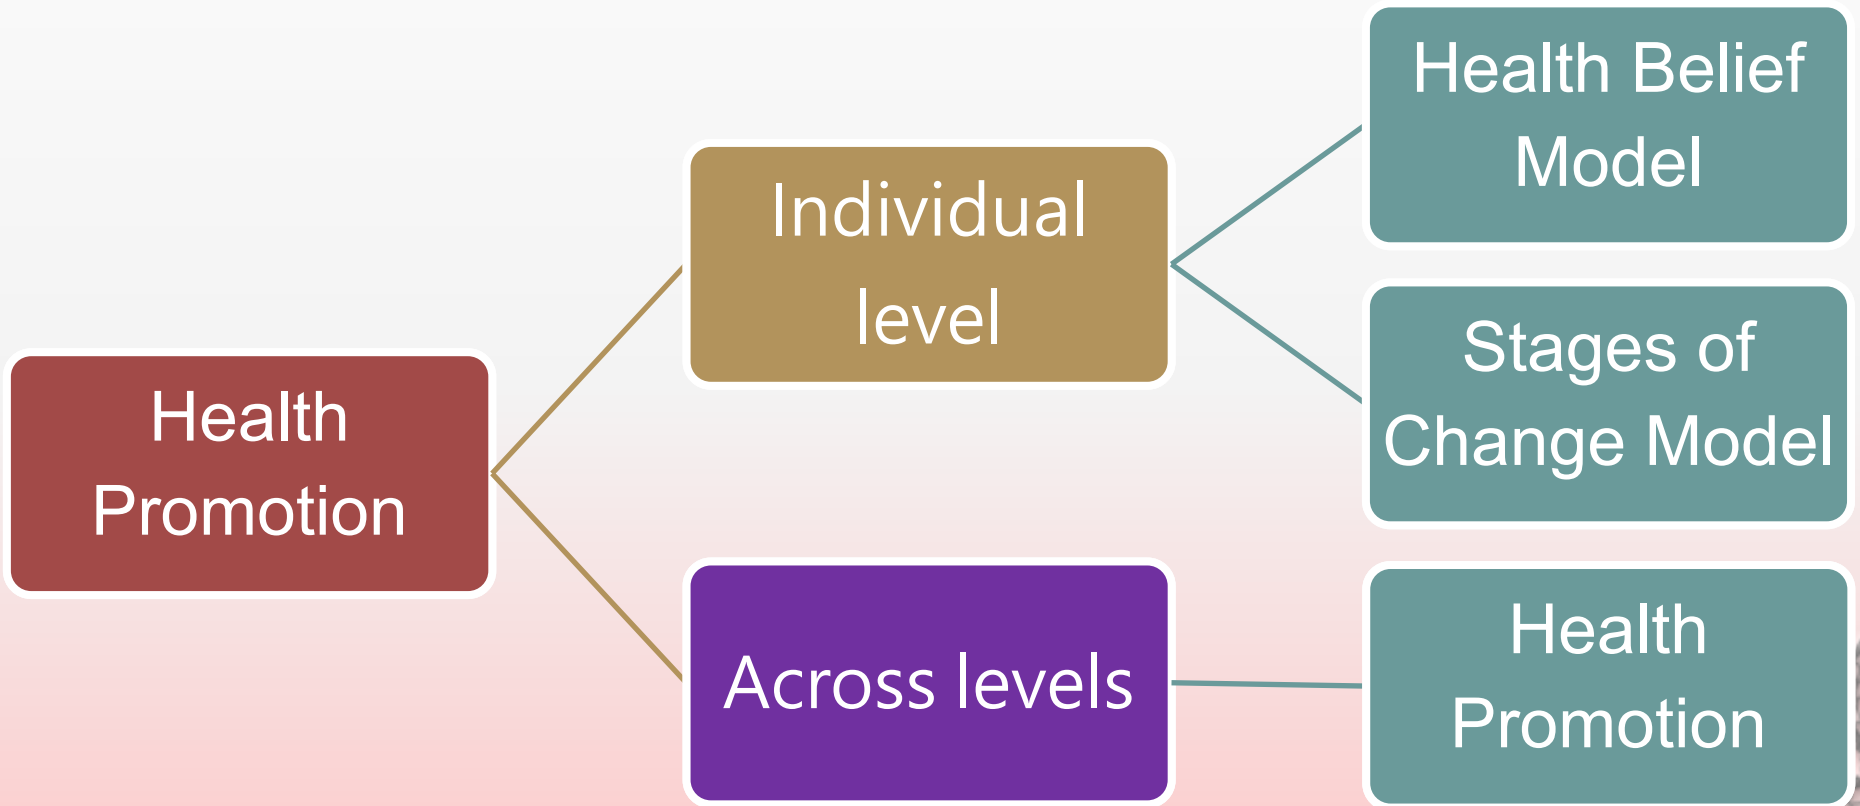 Health
Promotion
Individual
level
Across levels
Health Belief
Model
Stages of
Change Model
Health
Promotion